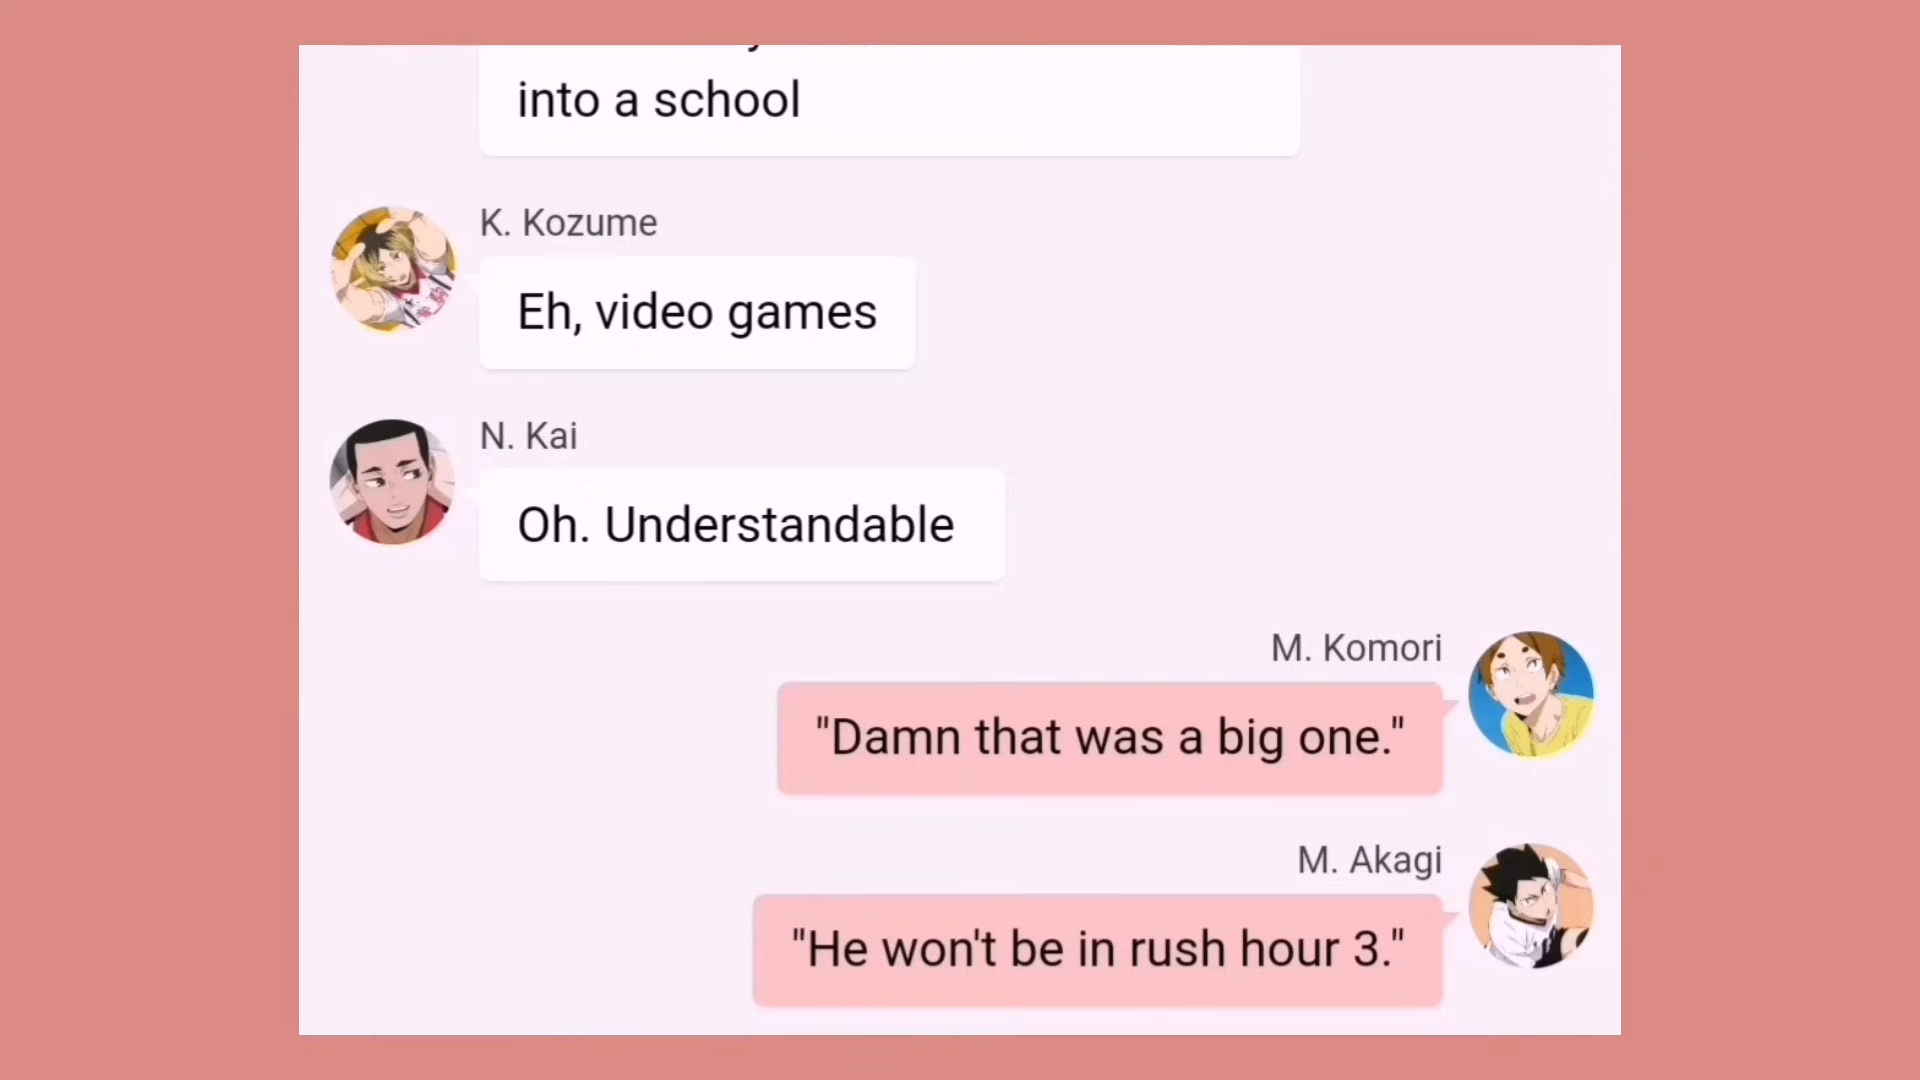 into a school
K. Kozume
Eh, video games
N. Kai
Oh. Understandable
M. Komori
"Damn that was a big one."
M. Akagi
"He won't be in rush hour 3."